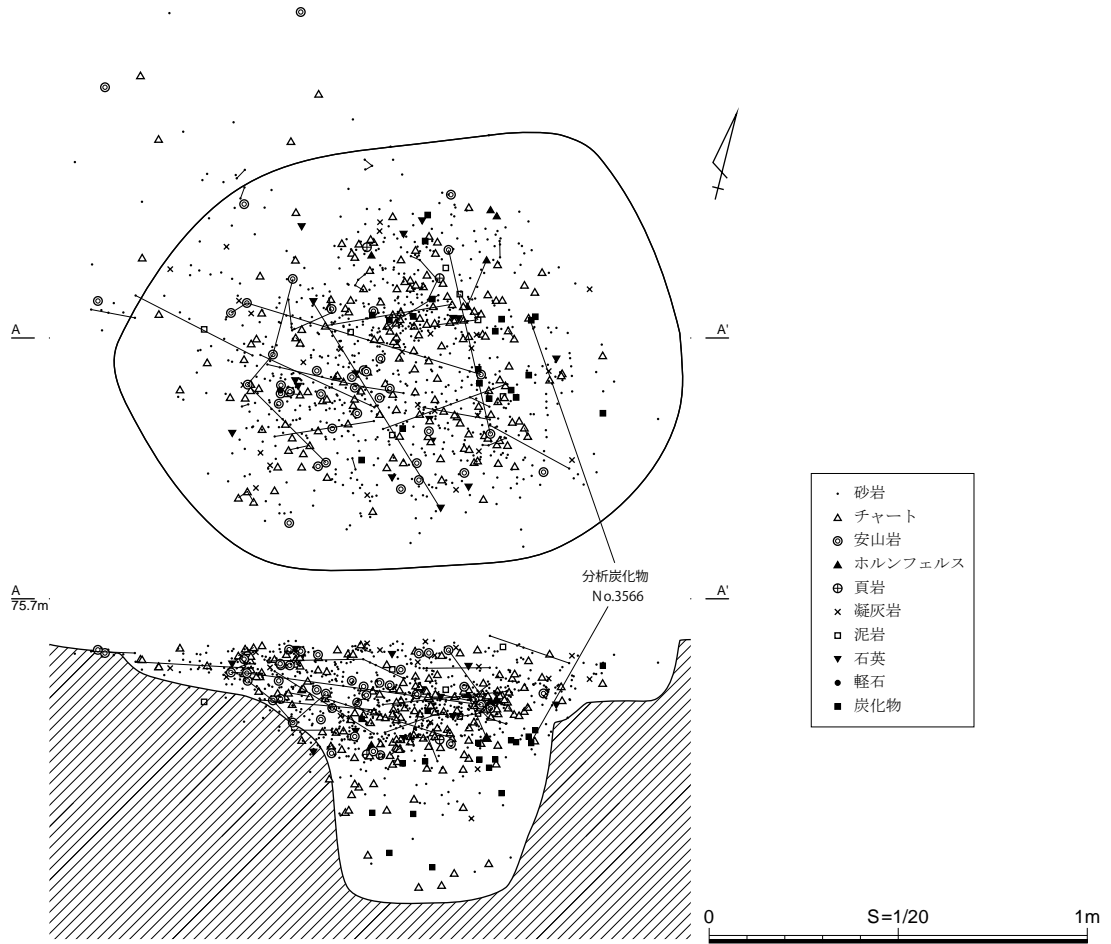 A A'
A A'
75.7m
分析炭化物
No.3566
砂岩
チャート
安山岩
ホルンフェルス
頁岩
凝灰岩
泥岩
石英
軽石
炭化物
0 S=1/20 1m